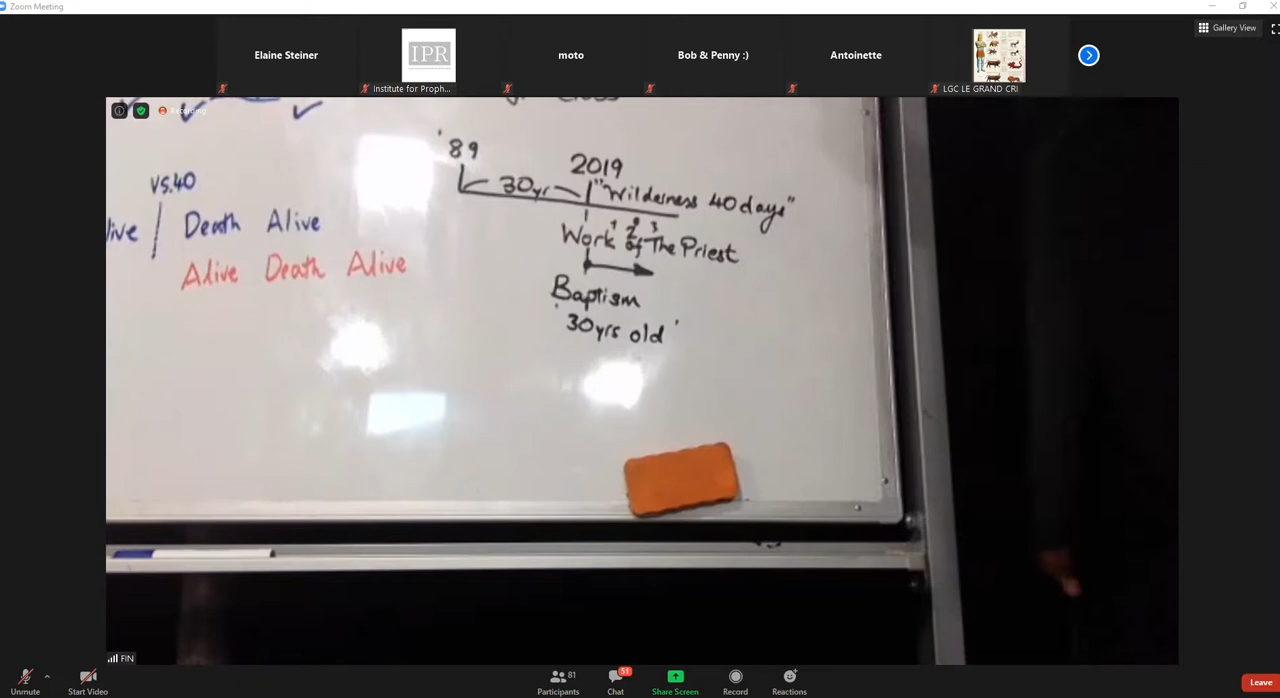 Zoom Meeting
Gallery View
Elaine Steiner
IPR
Institute for Proph...
moto
Bob & Penny :)
Antoinette
LGC LE GRAND CRI
Recording
'89
2019
30yr
"Wilderness 40 days"
1 2 3
Work of The Priest
Baptism
'30yrs old'
VS.40
Death Alive
Alive Death Alive
FIN
Unmute
Start Video
Participants
81
Chat
51
Share Screen
Record
Reactions
Leave